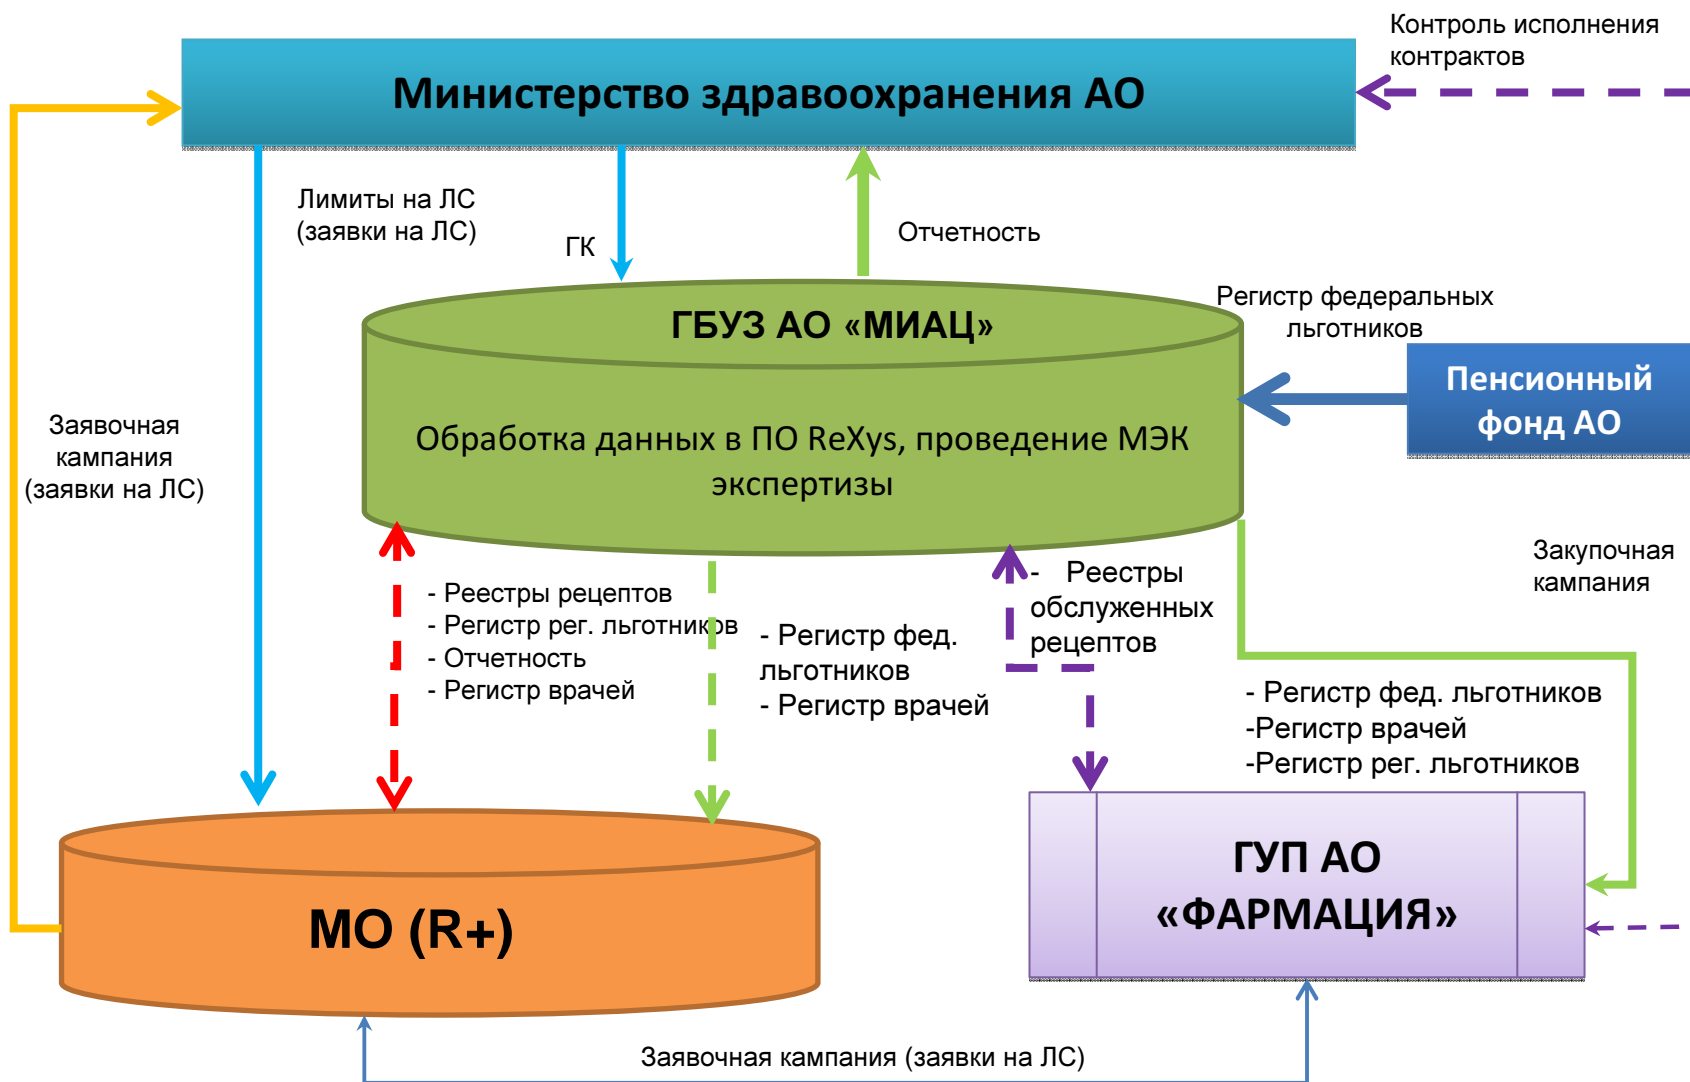 Контроль исполнения
контрактов
Министерство здравоохранения АО
Лимиты на ЛС
(заявки на ЛС)
ГК
Отчетность
Регистр федеральных
льготников
ГБУЗ АО «МИАЦ»
Пенсионный
фонд АО
Обработка данных в ПО ReXys, проведение МЭК
экспертизы
Заявочная
кампания
(заявки на ЛС)
Закупочная
кампания
- Реестры рецептов
- Регистр рег. льготников
- Отчетность
- Регистр врачей
- Регистр фед.
льготников
- Регистр врачей
- Реестры
обслуженных
рецептов
- Регистр фед. льготников
-Регистр врачей
-Регистр рег. льготников
МО (R+)
ГУП АО
«ФАРМАЦИЯ»
Заявочная кампания (заявки на ЛС)